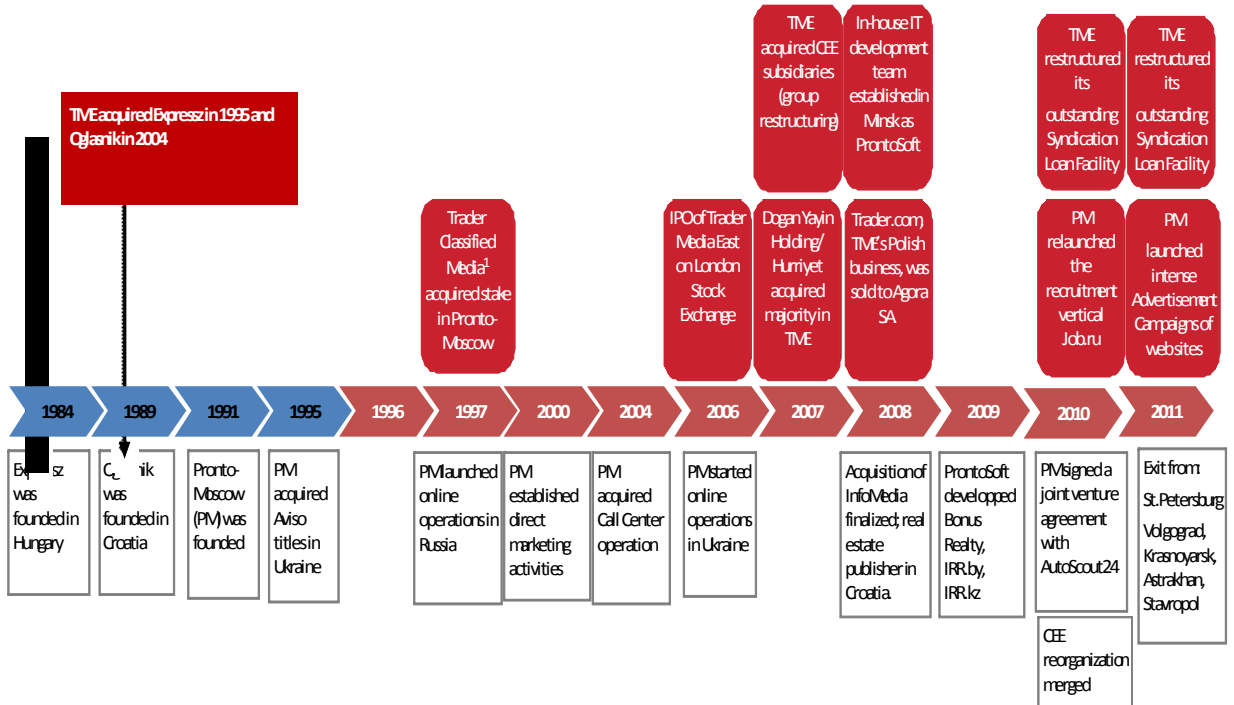 TME
acquired CEE
subsidiaries
(group
restructuring)
In-house IT
development
team
established in
Minsk as
ProntoSoft
TME
restructured
its
outstanding
Syndication
Loan Facility
TME
restructured
its
outstanding
Syndication
Loan Facility
TME acquired Expressz in 1995 and
Oglasnik in 2004
Trader
Classified
Media1
acquired stake
in Pronto-
Moscow
IPO of Trader
Media East
on London
Stock
Exchange
Dogan Yayin
Holding/
Hurriyet
acquired
majority in
TME
Trader.com,
TME's Polish
business, was
sold to Agora
SA
PM
relaunched
the
recruitment
vertical
Job.ru
PM
launched
intense
Advertisement
Campaigns of
web sites
1984
1989
1991
1995
1996
1997
2000
2004
2006
2007
2008
2009
2010
2011
was
founded in
Hungary
was
founded in
Croatia
Pronto-
Moscow
(PM) was
founded
PM
acquired
Aviso
titles in
Ukraine
PM launched
online
operations in
Russia
PM
established
direct
marketing
activities
PM
acquired
Call Center
operation
PM started
online
operations
in Ukraine
Acquisition of
InfoMedia
finalized; real
estate
publisher in
Croatia.
ProntoSoft
developped
Bonus
Realty,
IRR.by,
IRR.kz
PM signed a
joint venture
agreement
with
AutoScout24
Exit from:
St. Petersburg
Volgograd,
Krasnoyarsk,
Astrakhan,
Stavropol
CEE
reorganization
merged